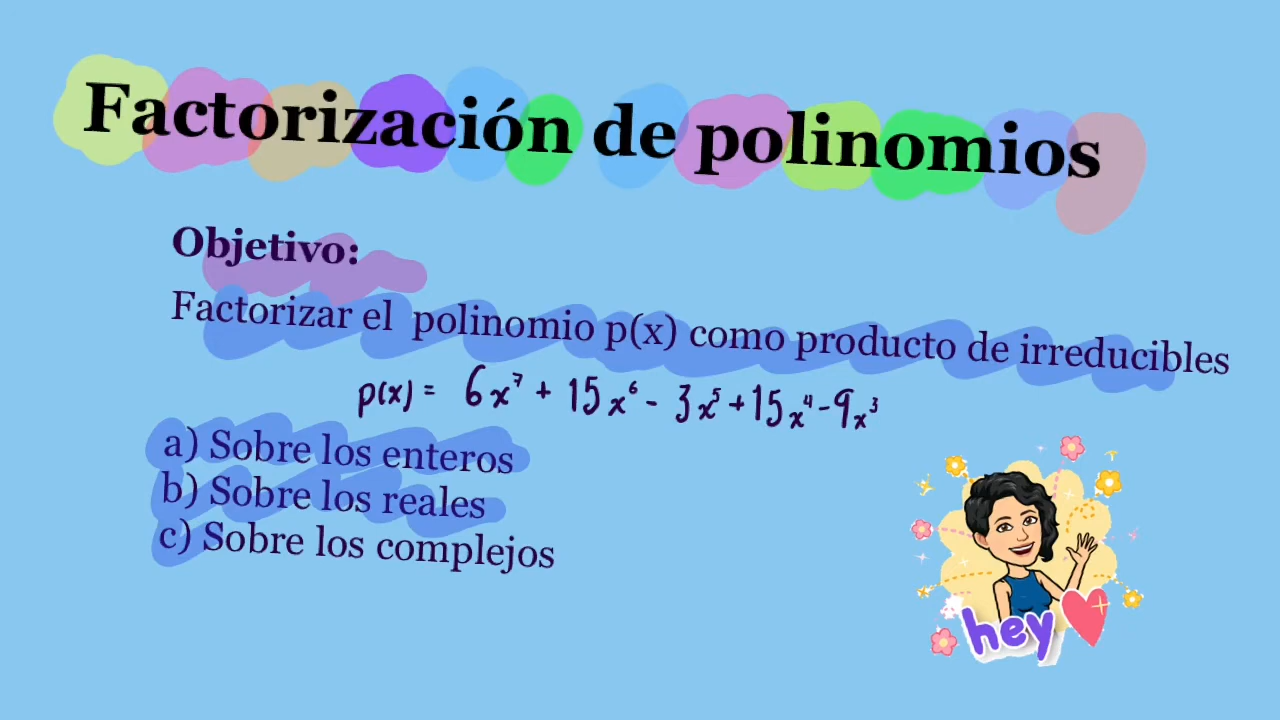 Factorización de polinomios
Objetivo:
Factorizar el polinomio p(x) como producto de irreducibles
p(x) = 6x⁷ + 15x⁶ - 3x⁵ + 15x⁴ - 9x³
a) Sobre los enteros
b) Sobre los reales
c) Sobre los complejos
hey